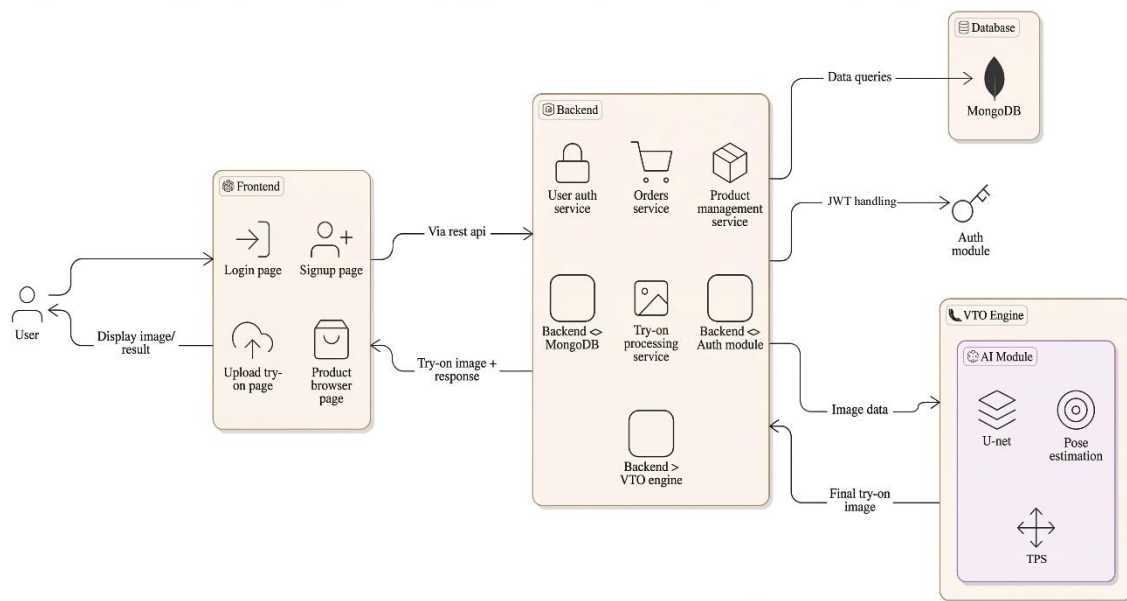 Database
MongoDB
Data queries
Backend
User auth
service
Orders
service
Product
management
service
JWT handling
Auth
module
Frontend
Login page
Signup page
Via rest api
User
Display image/
result
Upload try-
on page
Product
browser
page
Try-on image +
response
Backend <>
MongoDB
Try-on
processing
service
Backend <>
Auth module
Backend >
VTO engine
Image data
Final try-on
image
VTO Engine
AI Module
U-net
Pose
estimation
TPS